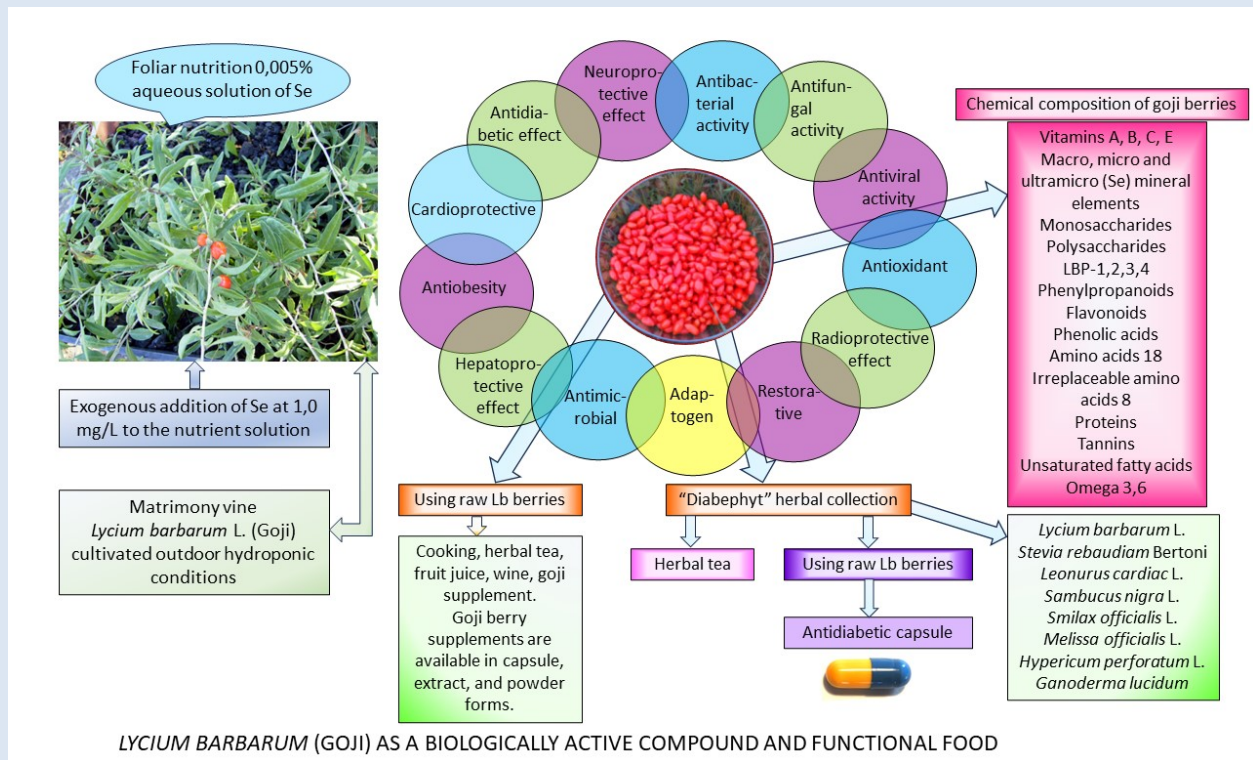 Foliar nutrition 0,005%
aqueous solution of Se
Exogenous addition of Se at 1,0
mg/L to the nutrient solution
Matrimony vine
Lycium barbarum L. (Goji)
cultivated outdoor hydroponic
conditions
Neuropro-
tective
effect
Antibac-
terial
activity
Antifun-
gal
activity
Antiviral
activity
Antioxidant
Radioprotective
effect
Restora-
tive
Adap-
togen
Antimic-
robial
Hepatopro-
tective
effect
Antiobesity
Cardioprotective
Antidia-
betic effect
Using raw Lb berries
Cooking, herbal tea,
fruit juice, wine, goji
supplement.
Goji berry
supplements are
available in capsule,
extract, and powder
forms.
“Diabephyt” herbal collection
Herbal tea
Using raw Lb berries
Antidiabetic capsule
Chemical composition of goji berries
Vitamins A, B, C, E
Macro, micro and
ultramicro (Se) mineral
elements
Monosaccharides
Polysaccharides
LBP-1,2,3,4
Phenylpropanoids
Flavonoids
Phenolic acids
Amino acids 18
Irreplaceable amino
acids 8
Proteins
Tannins
Unsaturated fatty acids
Omega 3,6
Lycium barbarum L.
Stevia rebaudiam Bertoni
Leonurus cardiac L.
Sambucus nigra L.
Smilax officialis L.
Melissa officialis L.
Hypericum perforatum L.
Ganoderma lucidum
LYCIUM BARBARUM (GOJI) AS A BIOLOGICALLY ACTIVE COMPOUND AND FUNCTIONAL FOOD